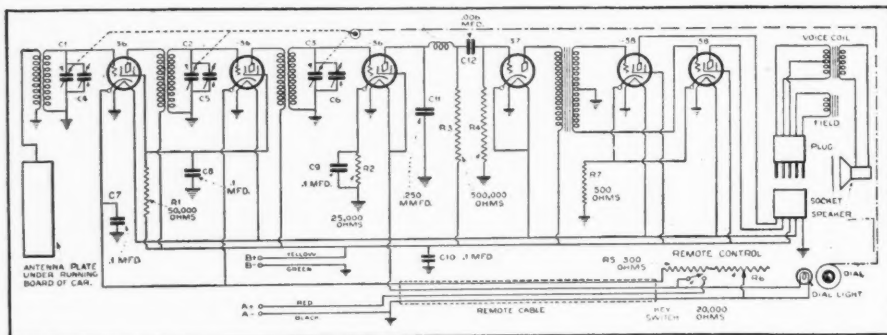 .006
MFD.
C1
36
C2
36
C3
36
C12
37
38
38
VOICE COIL
C4
C5
C6
C11
R3
R4
FIELD
PLUG
C7
C8
.1
MFD.
C9
.1 MFD.
R2
R1
50,000
OHMS
25,000
OHMS
.250
MMFD.
500,000
OHMS
R7
500
OHMS
SOCKET
SPEAKER
.1 MFD.
ANTENNA PLATE
UNDER RUNNING
BOARD OF CAR.
B+
B-
YELLOW
GREEN
C10 .1 MFD
R5 300
OHMS
REMOTE CONTROL
R6
DIAL
DIAL LIGHT
A+
A-
RED
BLACK
REMOTE CABLE
KEY
SWITCH
20,000
OHMS